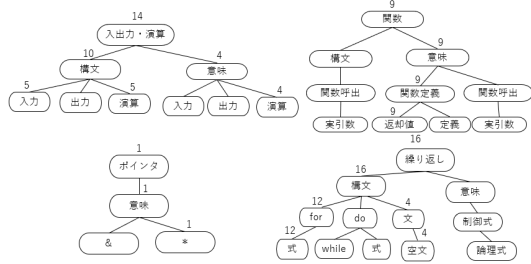 14
入出力・演算
10
構文
4
意味
5
入力
出力
5
演算
入力
出力
4
演算
9
関数
構文
9
意味
関数呼出
9
関数定義
関数呼出
実引数
9
返却値
定義
実引数
1
ポインタ
1
意味
&
1
*
16
繰り返し
16
構文
意味
12
for
do
4
文
制御式
12
式
while
式
4
空文
論理式